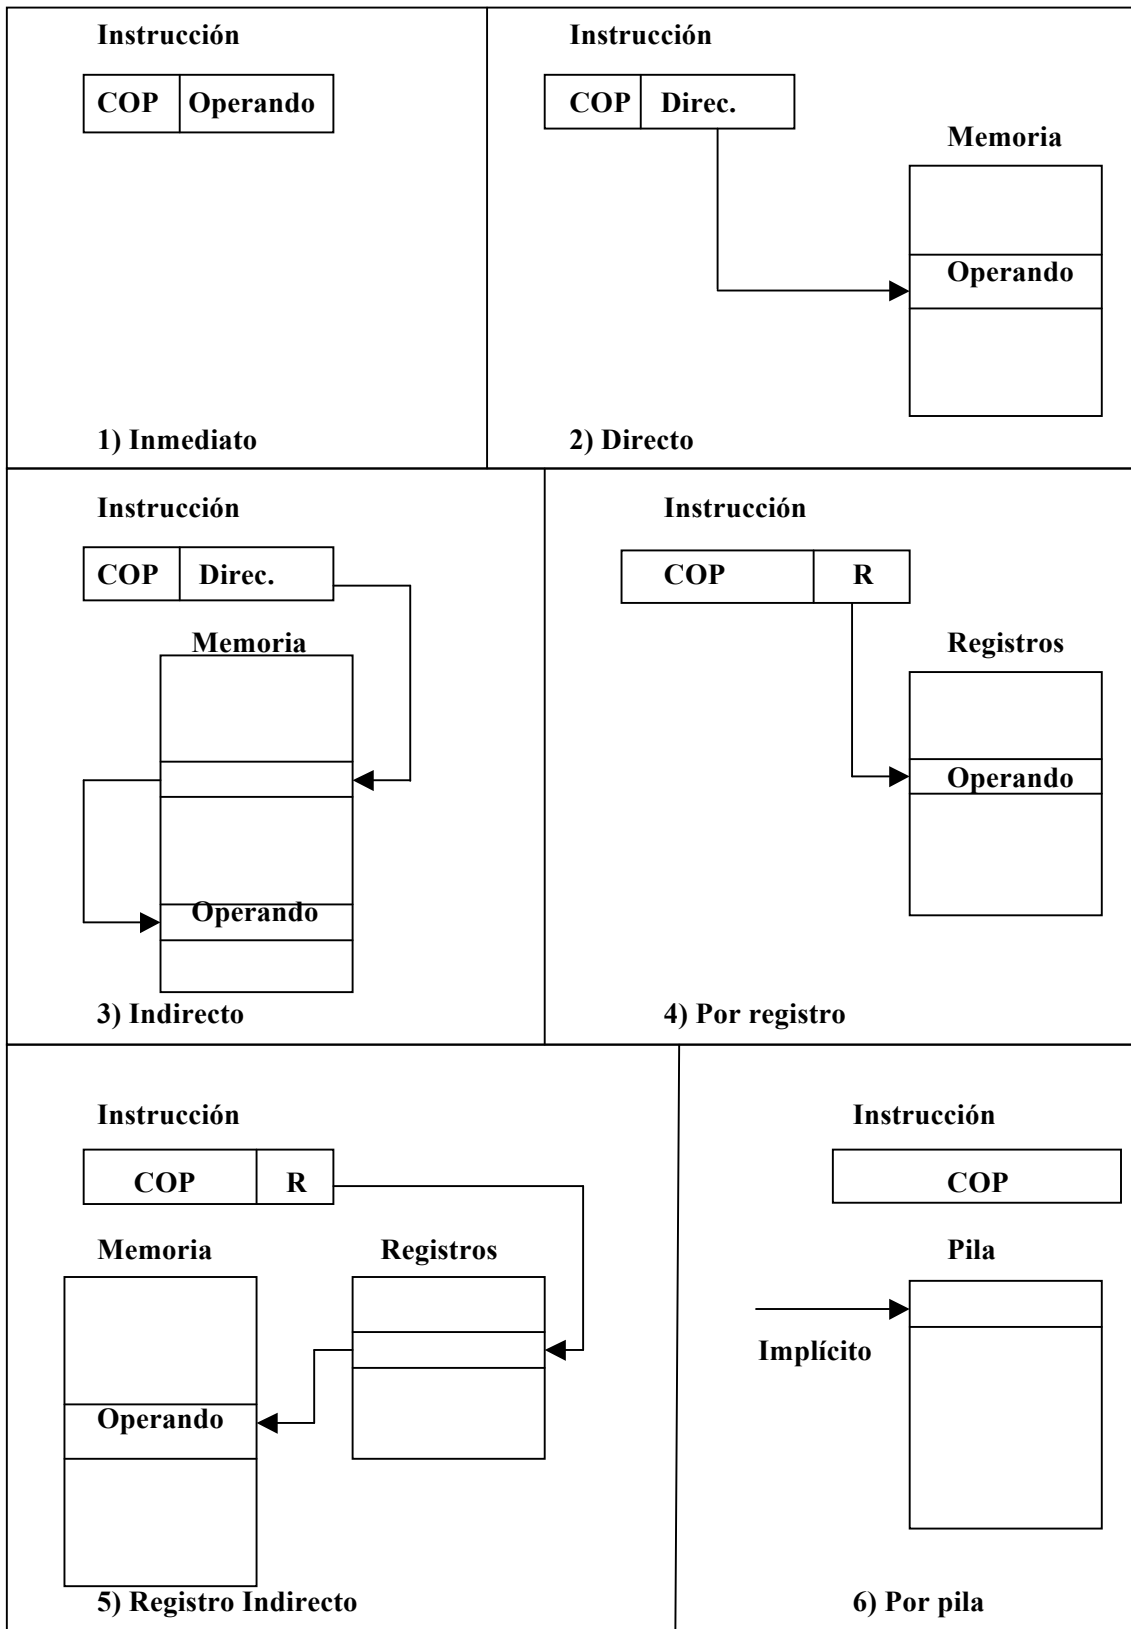 Instrucción
COP Operando
1) Inmediato
Instrucción
COP Direc.
Memoria
Operando
2) Directo
Instrucción
COP Direc.
Memoria
Operando
3) Indirecto
Instrucción
COP R
Registros
Operando
4) Por registro
Instrucción
COP R
Memoria Registros
Operando
5) Registro Indirecto
Instrucción
COP
Pila
Implícito
6) Por pila